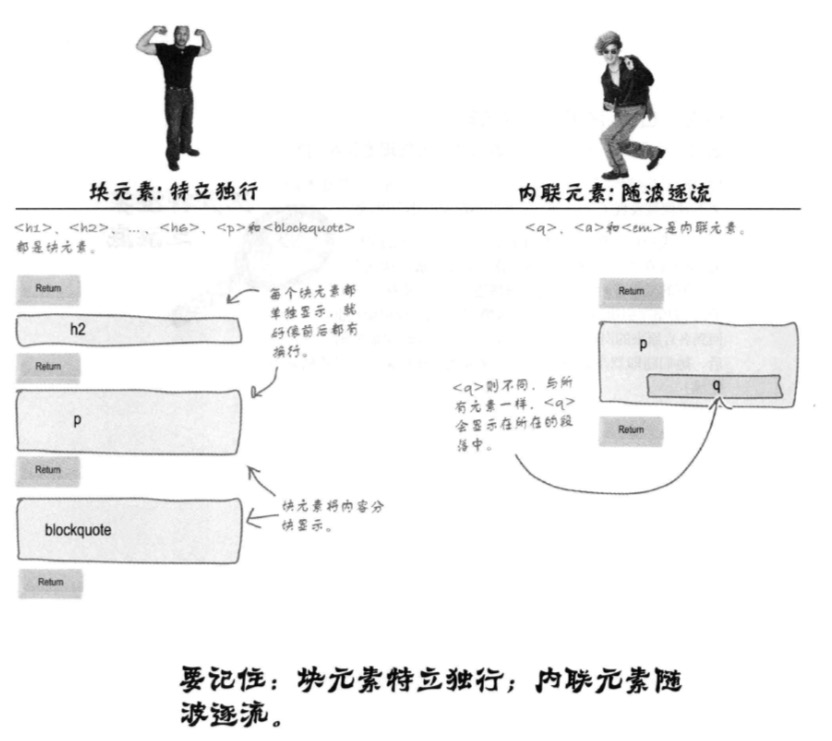 块元素：特立独行
<h1>、<h2>、...、<h6>、<p>和<blockquote>
都是块元素。
Return
h2
Return
p
Return
blockquote
Return
每个块元素都
单独显示，就
好像前后都有
换行。
块元素将内容分
块显示。
内联元素：随波逐流
<q>、<a>和<em>是内联元素。
Return
p
q
Return
<q>则不同，与所
有元素一样，<q>
会显示在所在的段
落中。
要记住：块元素特立独行；内联元素随
波逐流。